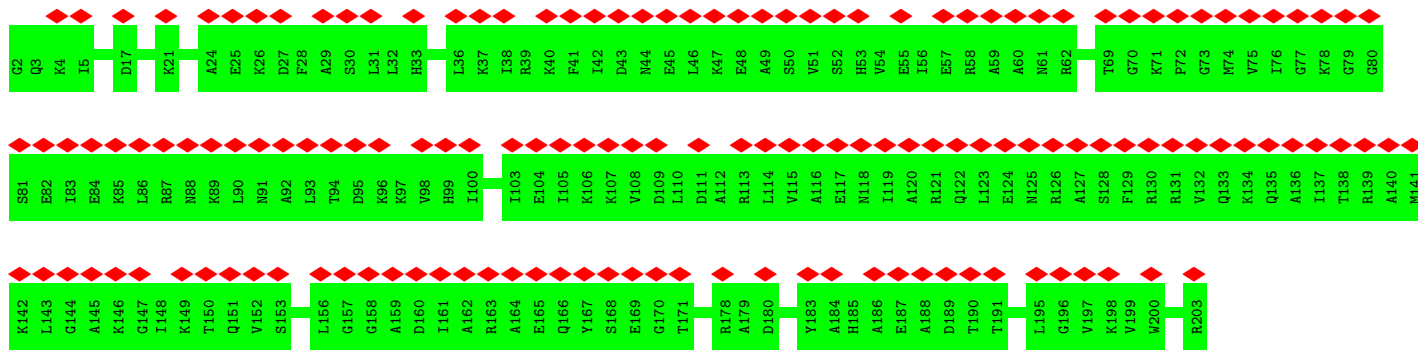 G2 Q3 K4 I5 D17 K21 A24 E25 K26 D27 F28 A29 S30 L31 L32 H33 L36 K37 I38 R39 K40 F41 I42 D43 N44 E45 L46 K47 E48 A49 S50 V51 S52 H53 V54 E55 I56 E57 R58 A59 A60 N61 R62 T69 G70 K71 P72 G73 M74 V75 I76 G77 K78 G79 G80
S81 E82 I83 E84 K85 L86 R87 N88 K89 L90 N91 A92 L93 T94 D95 K96 K97 V98 H99 I100 I103 E104 I105 K106 K107 V108 D109 L110 D111 A112 R113 L114 V115 A116 E117 N118 I119 A120 R121 Q122 L123 E124 N125 R126 A127 S128 F129 R130 R131 V132 Q133 K134 Q135 A136 I137 T138 R139 A140 M141
K142 L143 G144 A145 K146 G147 I148 K149 T150 Q151 V152 S153 L156 G157 G158 A159 D160 I161 A162 R163 A164 E165 Q166 Y167 S168 E169 G170 T171 R178 A179 D180 Y183 A184 H185 A186 E187 A188 D189 T190 T191 L195 G196 V197 K198 V199 W200 R203